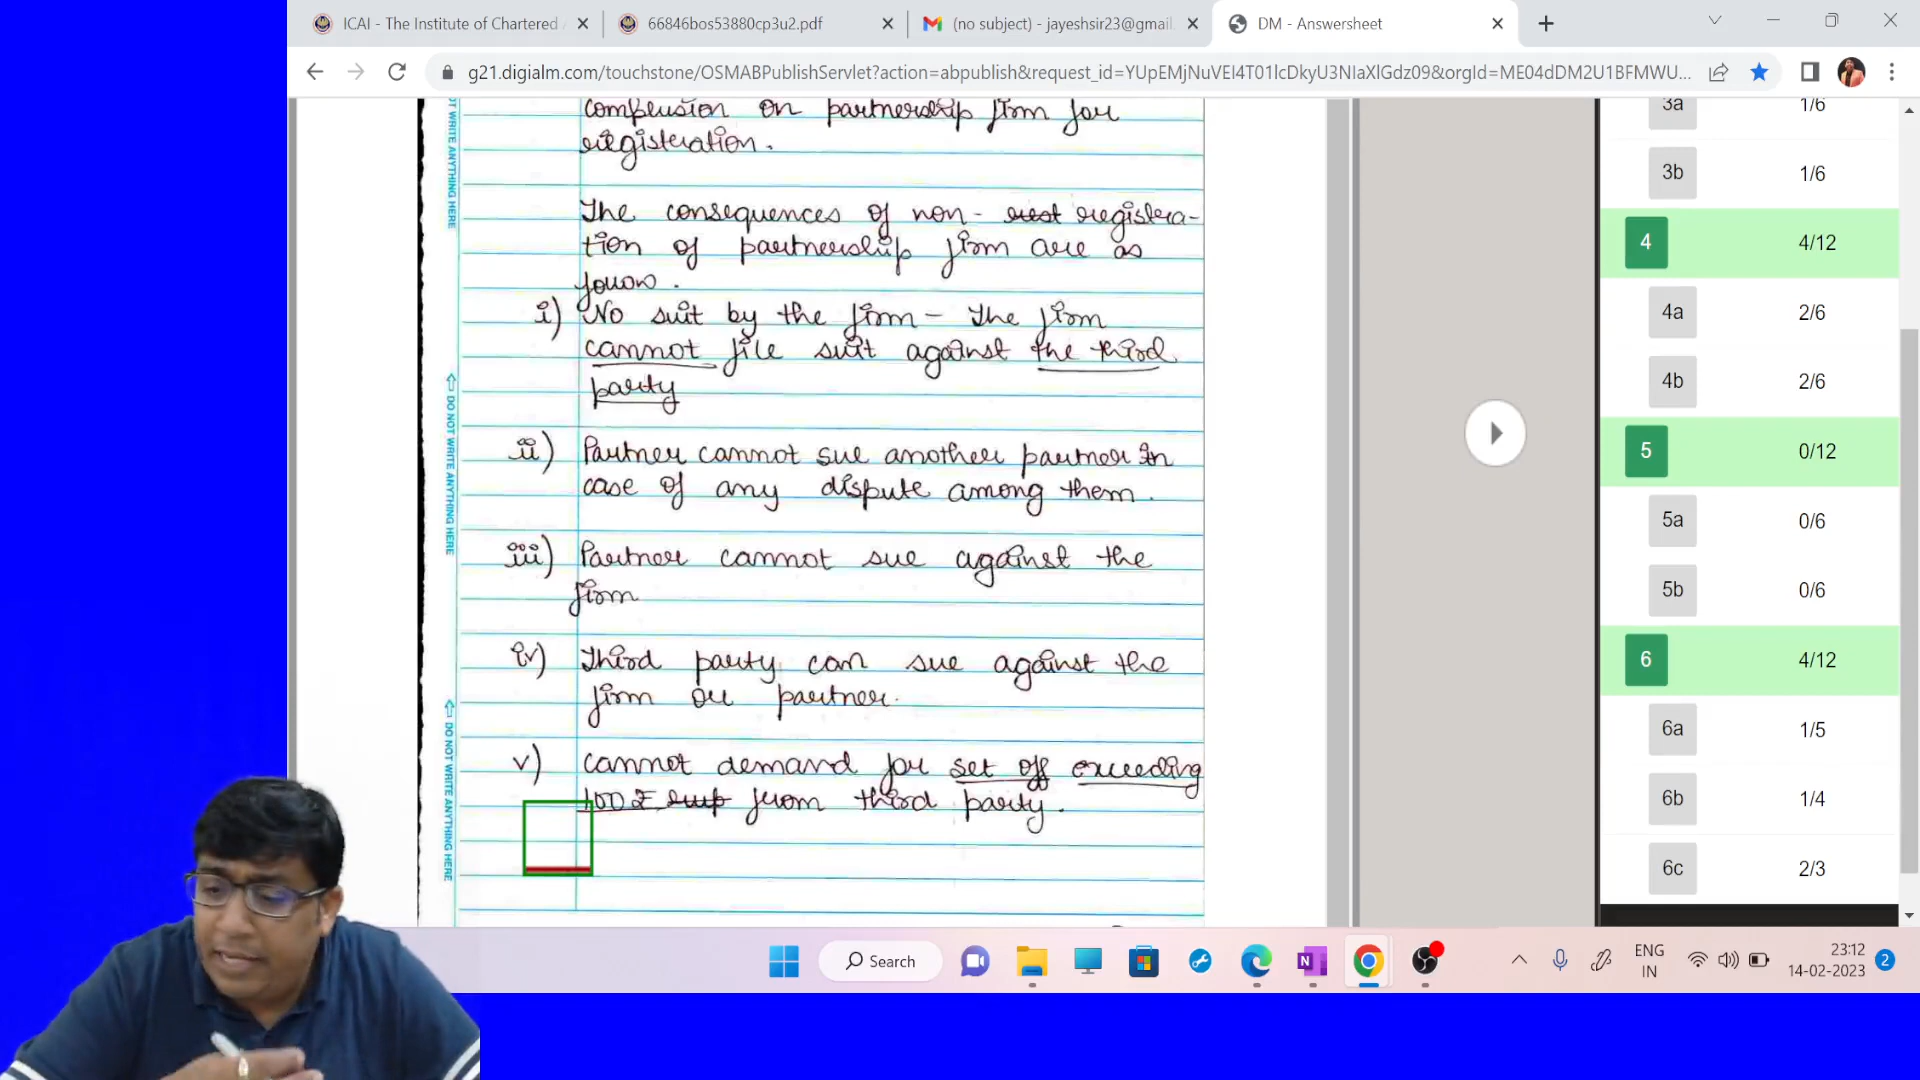 ICAI - The Institute of Chartered
66846bos53880cp3u2.pdf
(no subject) - jayeshsir23@gmail.
DM - Answersheet
g21.digialm.com/touchstone/OSMABPublishServlet?action=abpublish&request_id=YUpEMjNuVEI4T01lcDkyU3NIaXlGdz09&orgId=ME04dDM2U1BFMWU...
compulsion on partnership firm for
registeration.
The consequences of non- registera-
tion of partnership firm are as
follow.
i) No suit by the firm - The firm
cannot file suit against the third
party
ii) Partner cannot sue another partner in
case of any dispute among them.
iii) Partner cannot sue against the
firm
iv) Third party can sue against the
firm or partner.
v) cannot demand for set off exceeding
100 ₹ from third party.
OT WRITE ANYTHING HERE
⇧ DO NOT WRITE ANYTHING HERE
⇧ DO NOT WRITE ANYTHING HERE
3a 1/6
3b 1/6
4 4/12
4a 2/6
4b 2/6
5 0/12
5a 0/6
5b 0/6
6 4/12
6a 1/5
6b 1/4
6c 2/3
Search
ENG
IN
23:12
14-02-2023
2